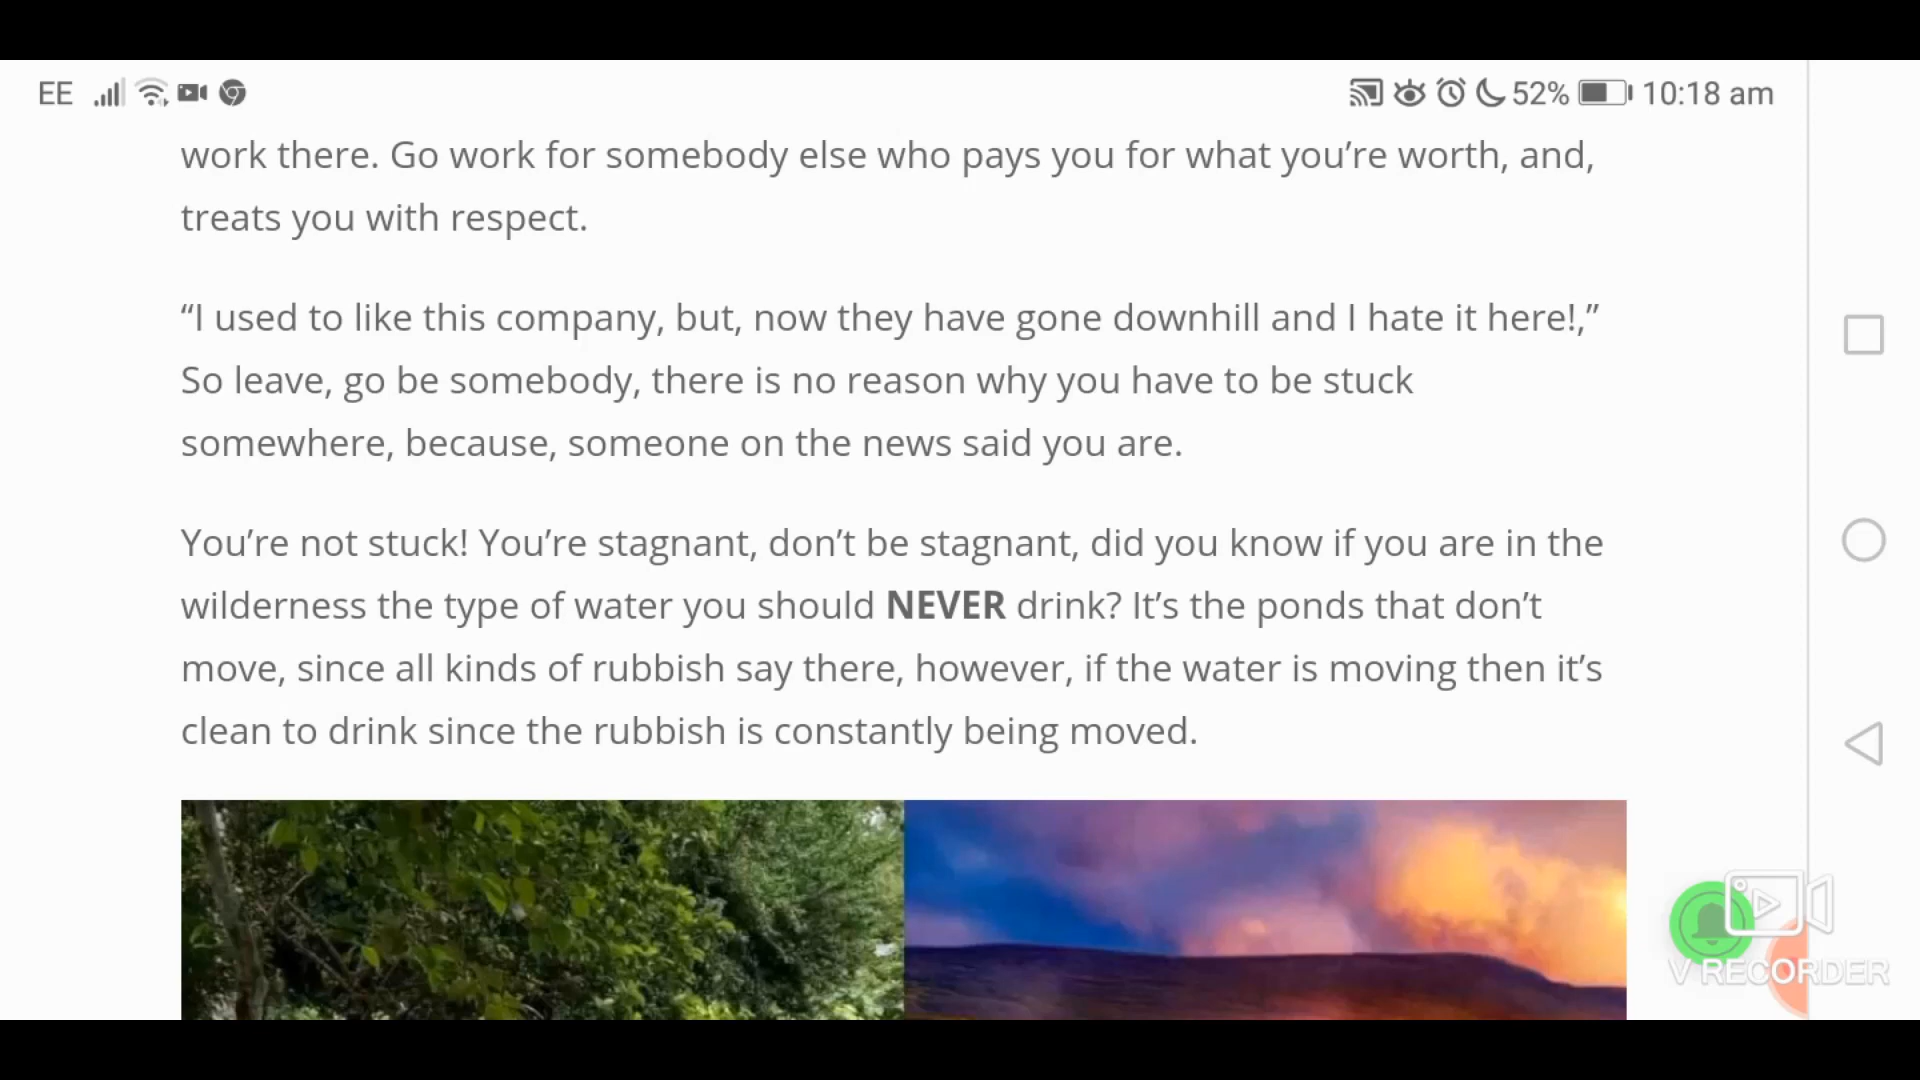 EE 52% 10:18 am
work there. Go work for somebody else who pays you for what you’re worth, and,
treats you with respect.
“I used to like this company, but, now they have gone downhill and I hate it here!,”
So leave, go be somebody, there is no reason why you have to be stuck
somewhere, because, someone on the news said you are.
You’re not stuck! You’re stagnant, don’t be stagnant, did you know if you are in the
wilderness the type of water you should NEVER drink? It’s the ponds that don’t
move, since all kinds of rubbish say there, however, if the water is moving then it’s
clean to drink since the rubbish is constantly being moved.
V RECORDER